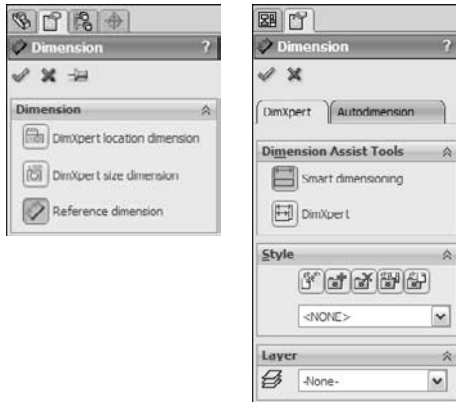 Dimension ?
Dimension
DimXpert location dimension
DimXpert size dimension
Reference dimension
Dimension ?
DimXpert
Autodimension
Dimension Assist Tools
Smart dimensioning
DimXpert
Style
<NONE>
Layer
-None-